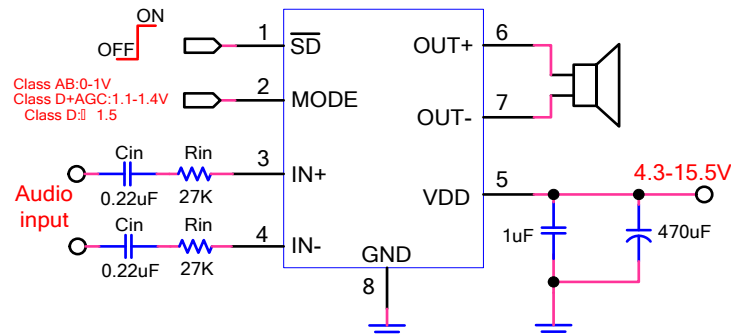 ON
OFF
1
SD
OUT+
6
Class AB:0-1V
Class D+AGC:1.1-1.4V
Class D: 1.5
2
MODE
7
OUT-
Audio
input
Cin
0.22uF
Rin
27K
3
IN+
VDD
5
4.3-15.5V
Cin
0.22uF
Rin
27K
4
IN-
1uF
470uF
GND
8